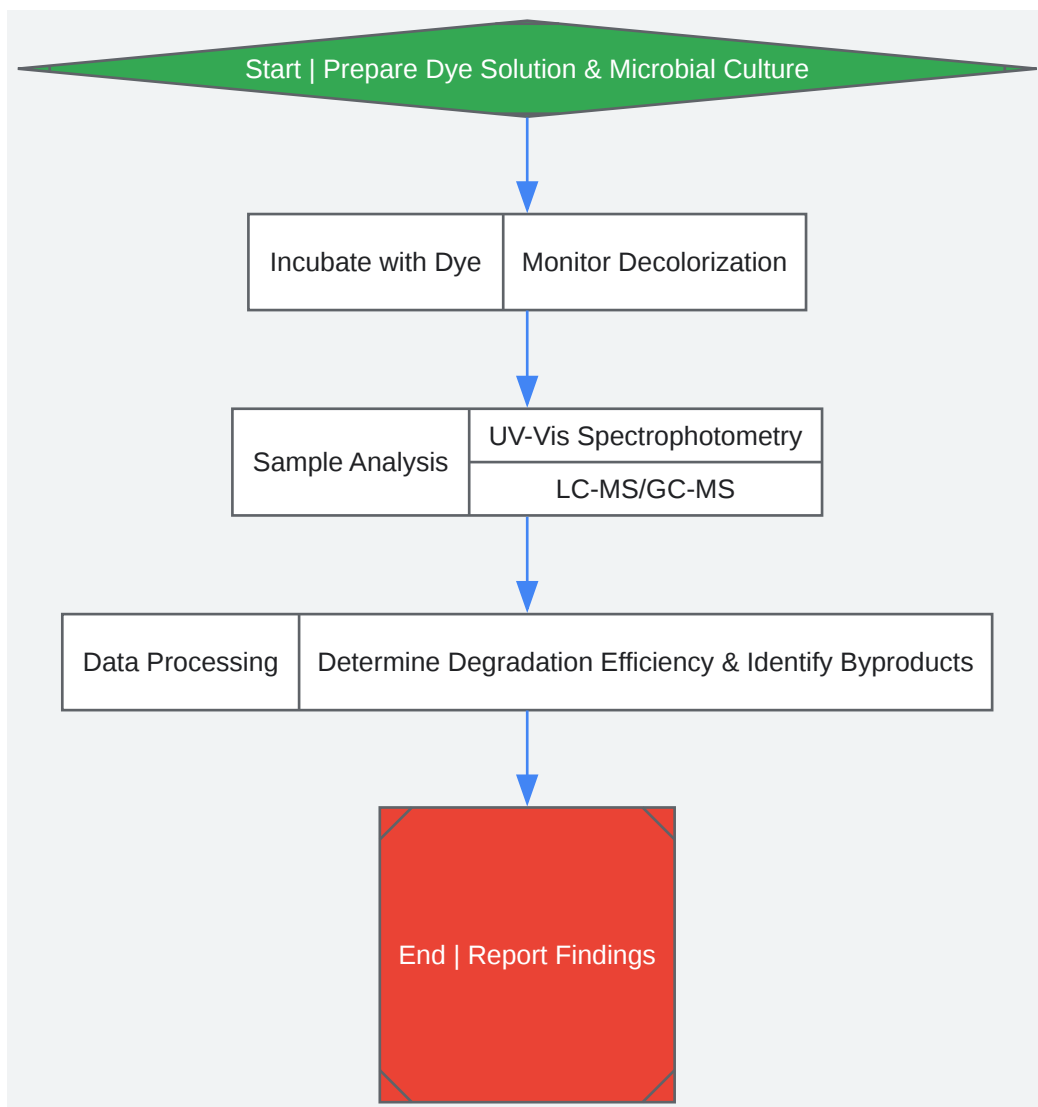 Start | Prepare Dye Solution & Microbial Culture
Incubate with Dye
Monitor Decolorization
Sample Analysis
UV-Vis Spectrophotometry
LC-MS/GC-MS
Data Processing
Determine Degradation Efficiency & Identify Byproducts
End | Report Findings